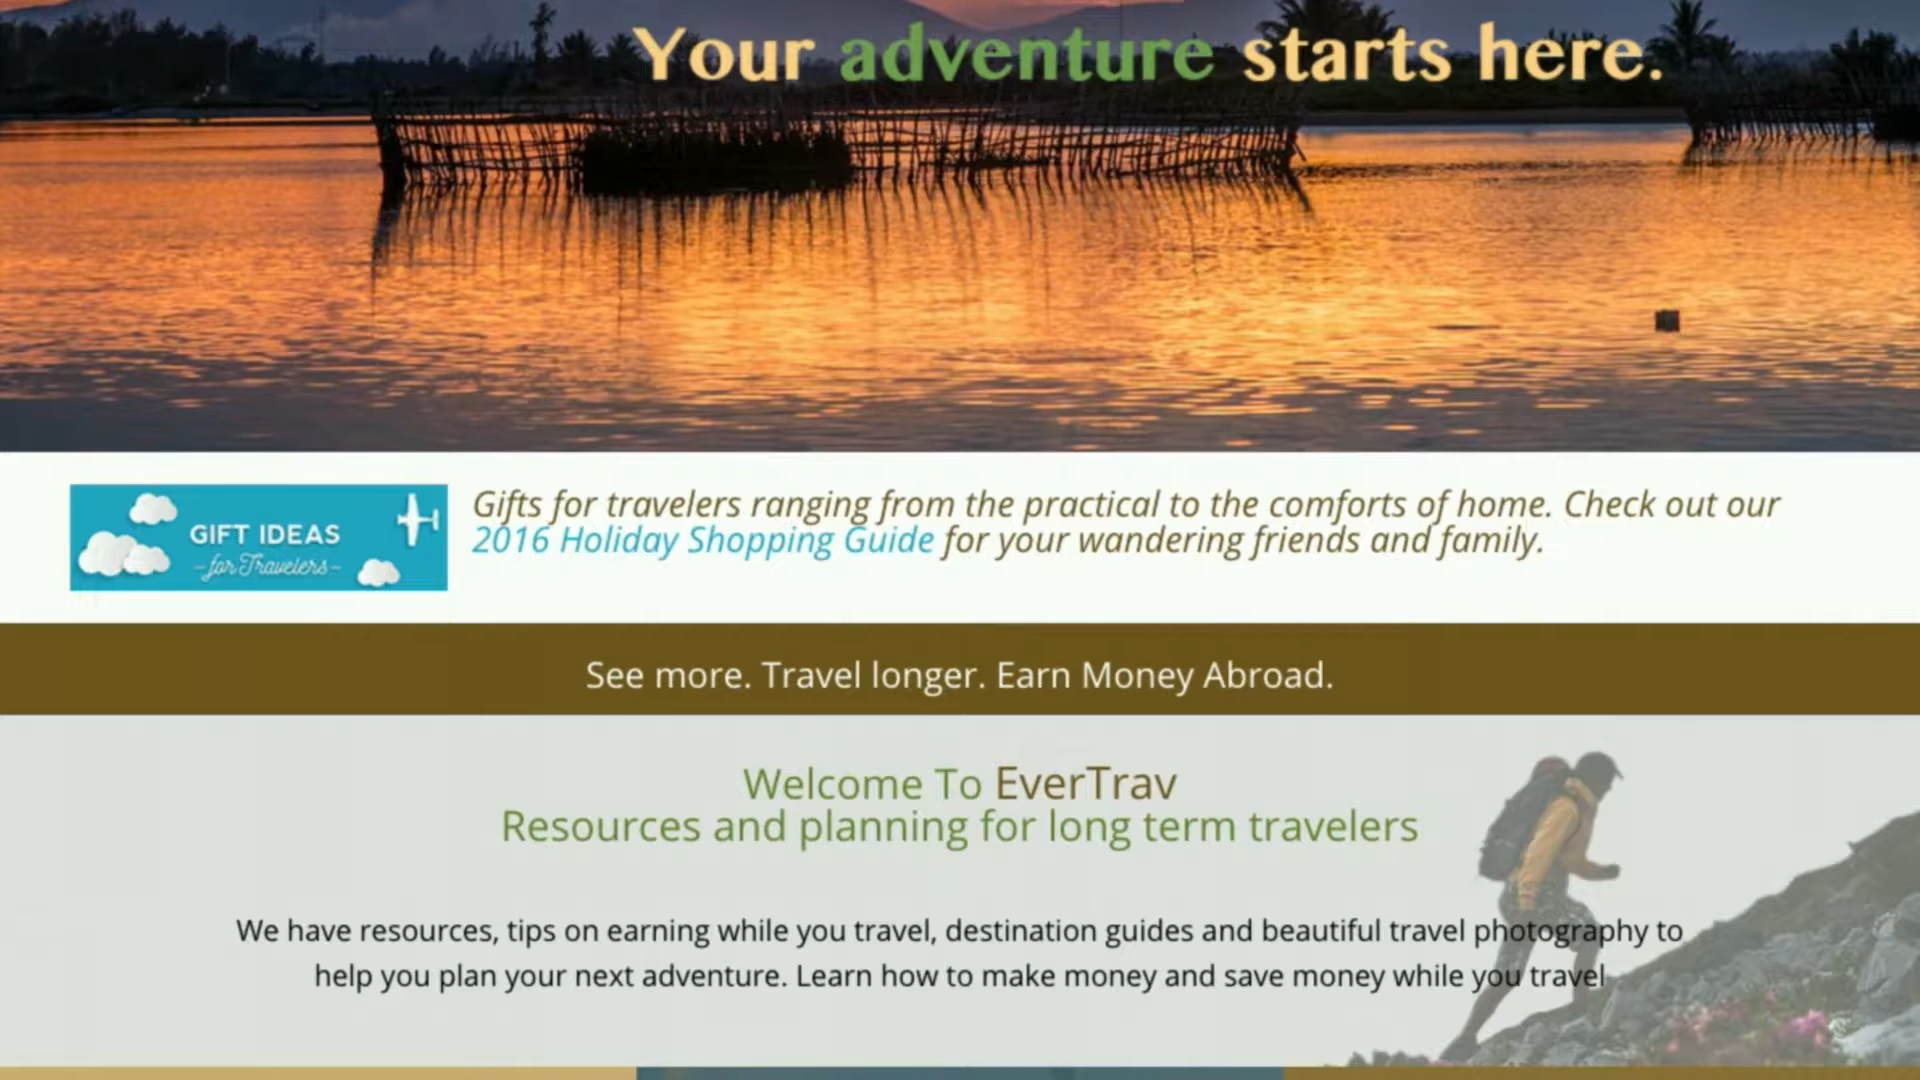 Your adventure starts here.
GIFT IDEAS
for Travelers
Gifts for travelers ranging from the practical to the comforts of home. Check out our
2016 Holiday Shopping Guide for your wandering friends and family.
See more. Travel longer. Earn Money Abroad.
Welcome To EverTrav
Resources and planning for long term travelers
We have resources, tips on earning while you travel, destination guides and beautiful travel photography to
help you plan your next adventure. Learn how to make money and save money while you travel